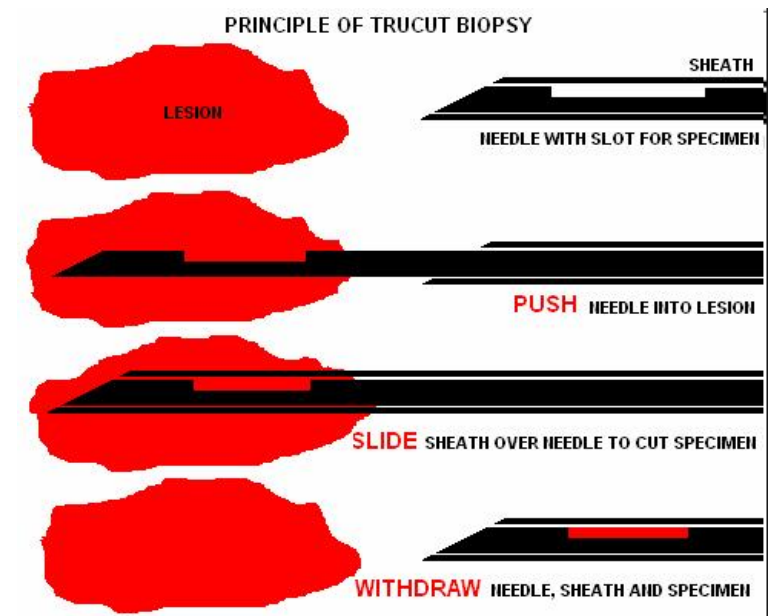 PRINCIPLE OF TRUCUT BIOPSY
SHEATH
LESION
NEEDLE WITH SLOT FOR SPECIMEN
PUSH NEEDLE INTO LESION
SLIDE SHEATH OVER NEEDLE TO CUT SPECIMEN
WITHDRAW NEEDLE, SHEATH AND SPECIMEN